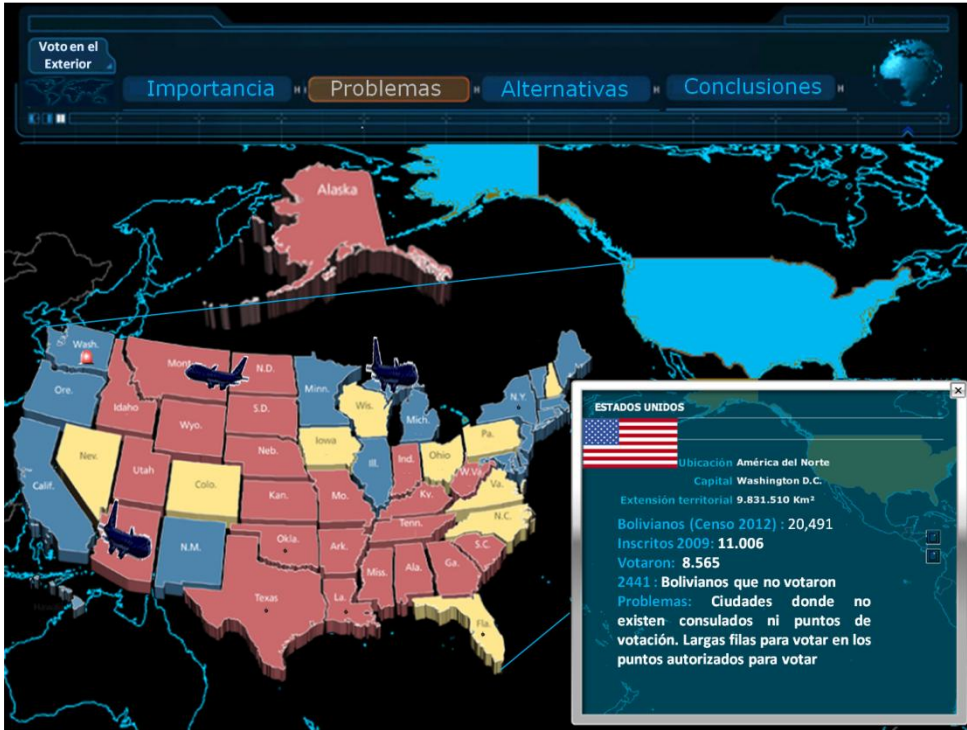 Voto en el
Exterior
Importancia
Problemas
Alternativas
Conclusiones
Alaska
Wash.
Mont.
N.D.
Minn.
Ore.
Idaho
S.D.
Wis.
Mich.
N.Y.
Wyo.
Iowa
Pa.
Nev.
Neb.
Ohio
Utah
Ill.
Ind.
W.Va.
Calif.
Colo.
Va.
Kan.
Mo.
Ky.
N.C.
Tenn.
Okla.
Ark.
S.C.
N.M.
Miss.
Ala.
Ga.
Texas
La.
Fla.
ESTADOS UNIDOS
Ubicación América del Norte
Capital Washington D.C.
Extensión territorial 9.831.510 Km²
Bolivianos (Censo 2012) : 20,491
Inscritos 2009: 11.006
Votaron: 8.565
2441 : Bolivianos que no votaron
Problemas: Ciudades donde no
existen consulados ni puntos de
votación. Largas filas para votar en los
puntos autorizados para votar